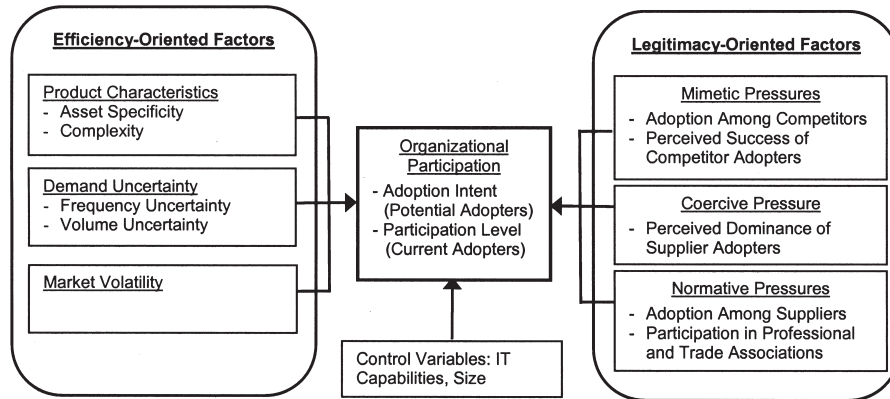 Efficiency-Oriented Factors
Product Characteristics
- Asset Specificity
- Complexity
Demand Uncertainty
- Frequency Uncertainty
- Volume Uncertainty
Market Volatility
Organizational
Participation
- Adoption Intent
(Potential Adopters)
- Participation Level
(Current Adopters)
Control Variables: IT
Capabilities, Size
Legitimacy-Oriented Factors
Mimetic Pressures
- Adoption Among Competitors
- Perceived Success of
Competitor Adopters
Coercive Pressure
- Perceived Dominance of
Supplier Adopters
Normative Pressures
- Adoption Among Suppliers
- Participation in Professional
and Trade Associations